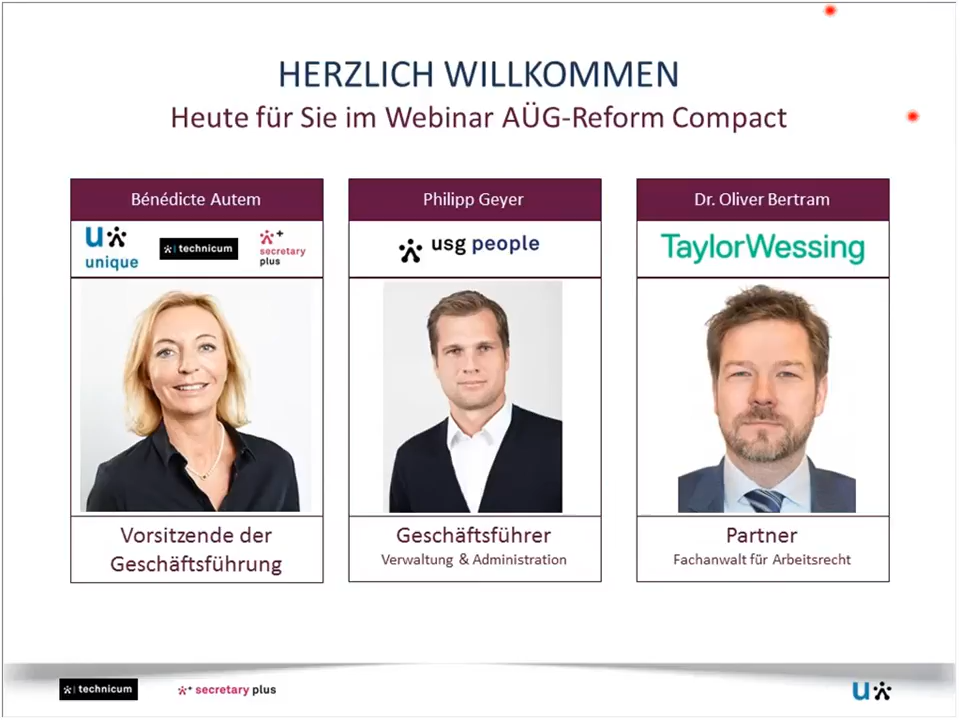 HERZLICH WILLKOMMEN
Heute für Sie im Webinar AÜG-Reform Compact
Bénédicte Autem
u unique
technicum
secretary plus
Vorsitzende der
Geschäftsführung
Philipp Geyer
usg people
Geschäftsführer
Verwaltung & Administration
Dr. Oliver Bertram
TaylorWessing
Partner
Fachanwalt für Arbeitsrecht
technicum
secretary plus
u